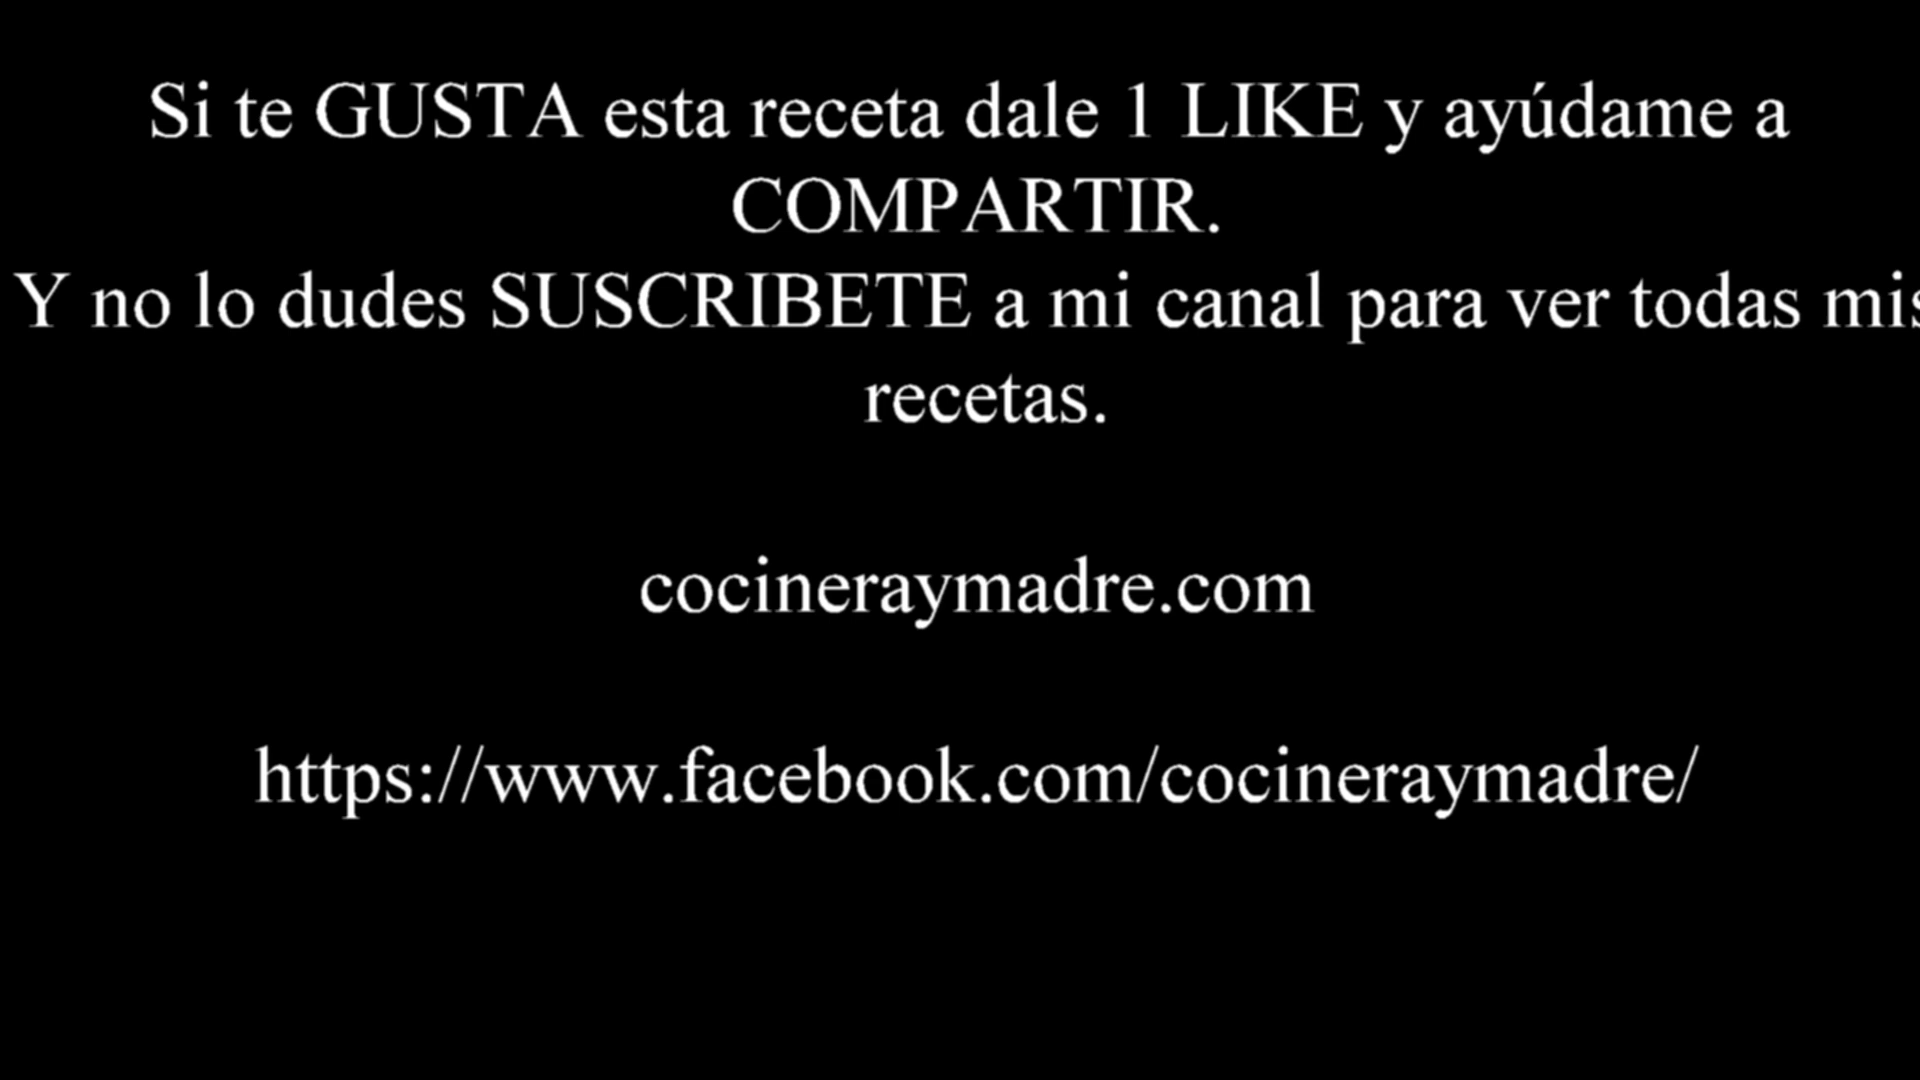 Si te GUSTA esta receta dale 1 LIKE y ayúdame a
COMPARTIR.
Y no lo dudes SUSCRIBETE a mi canal para ver todas mis
recetas.
cocineraymadre.com
https://www.facebook.com/cocineraymadre/